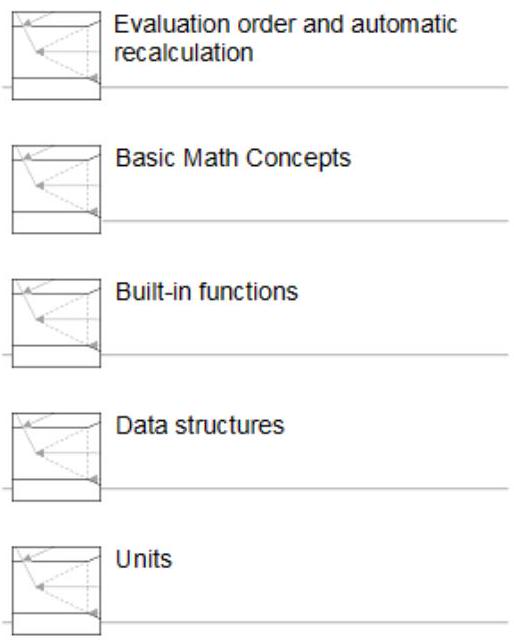 Evaluation order and automatic
recalculation
Basic Math Concepts
Built-in functions
Data structures
Units